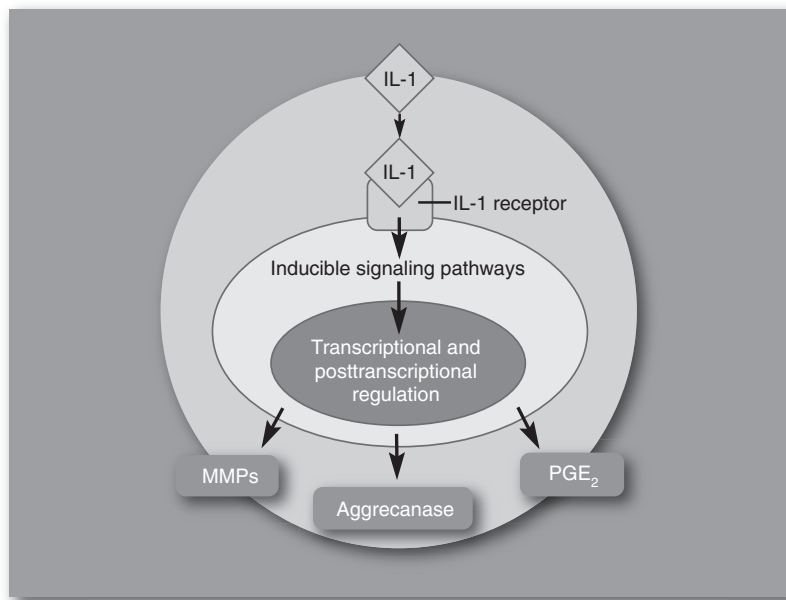 IL-1
IL-1
IL-1 receptor
Inducible signaling pathways
Transcriptional and
posttranscriptional
regulation
MMPs
Aggrecanase
PGE₂